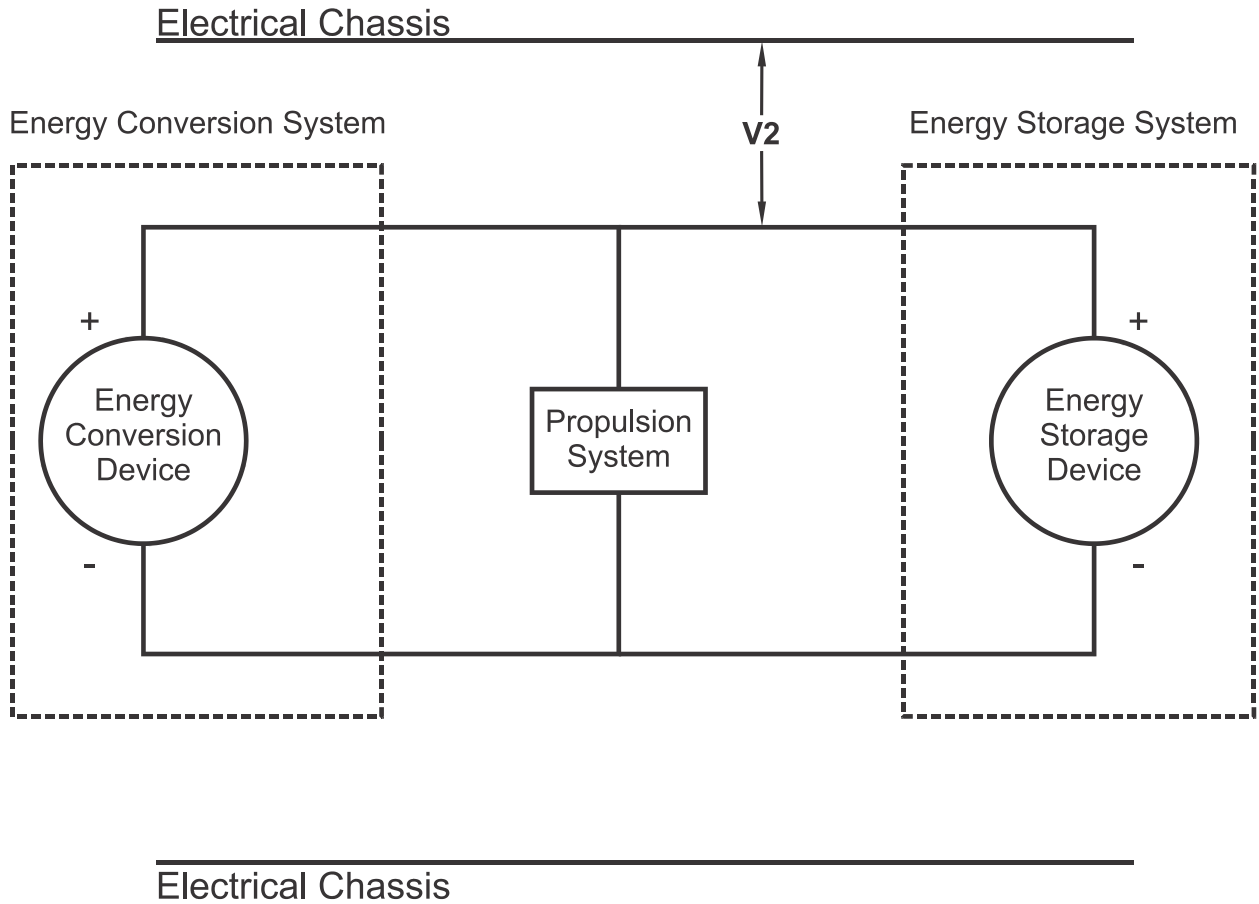 Electrical Chassis
V2
Energy Conversion System
Energy Storage System
+
+
Energy
Conversion
Device
Propulsion
System
Energy
Storage
Device
-
-
Electrical Chassis